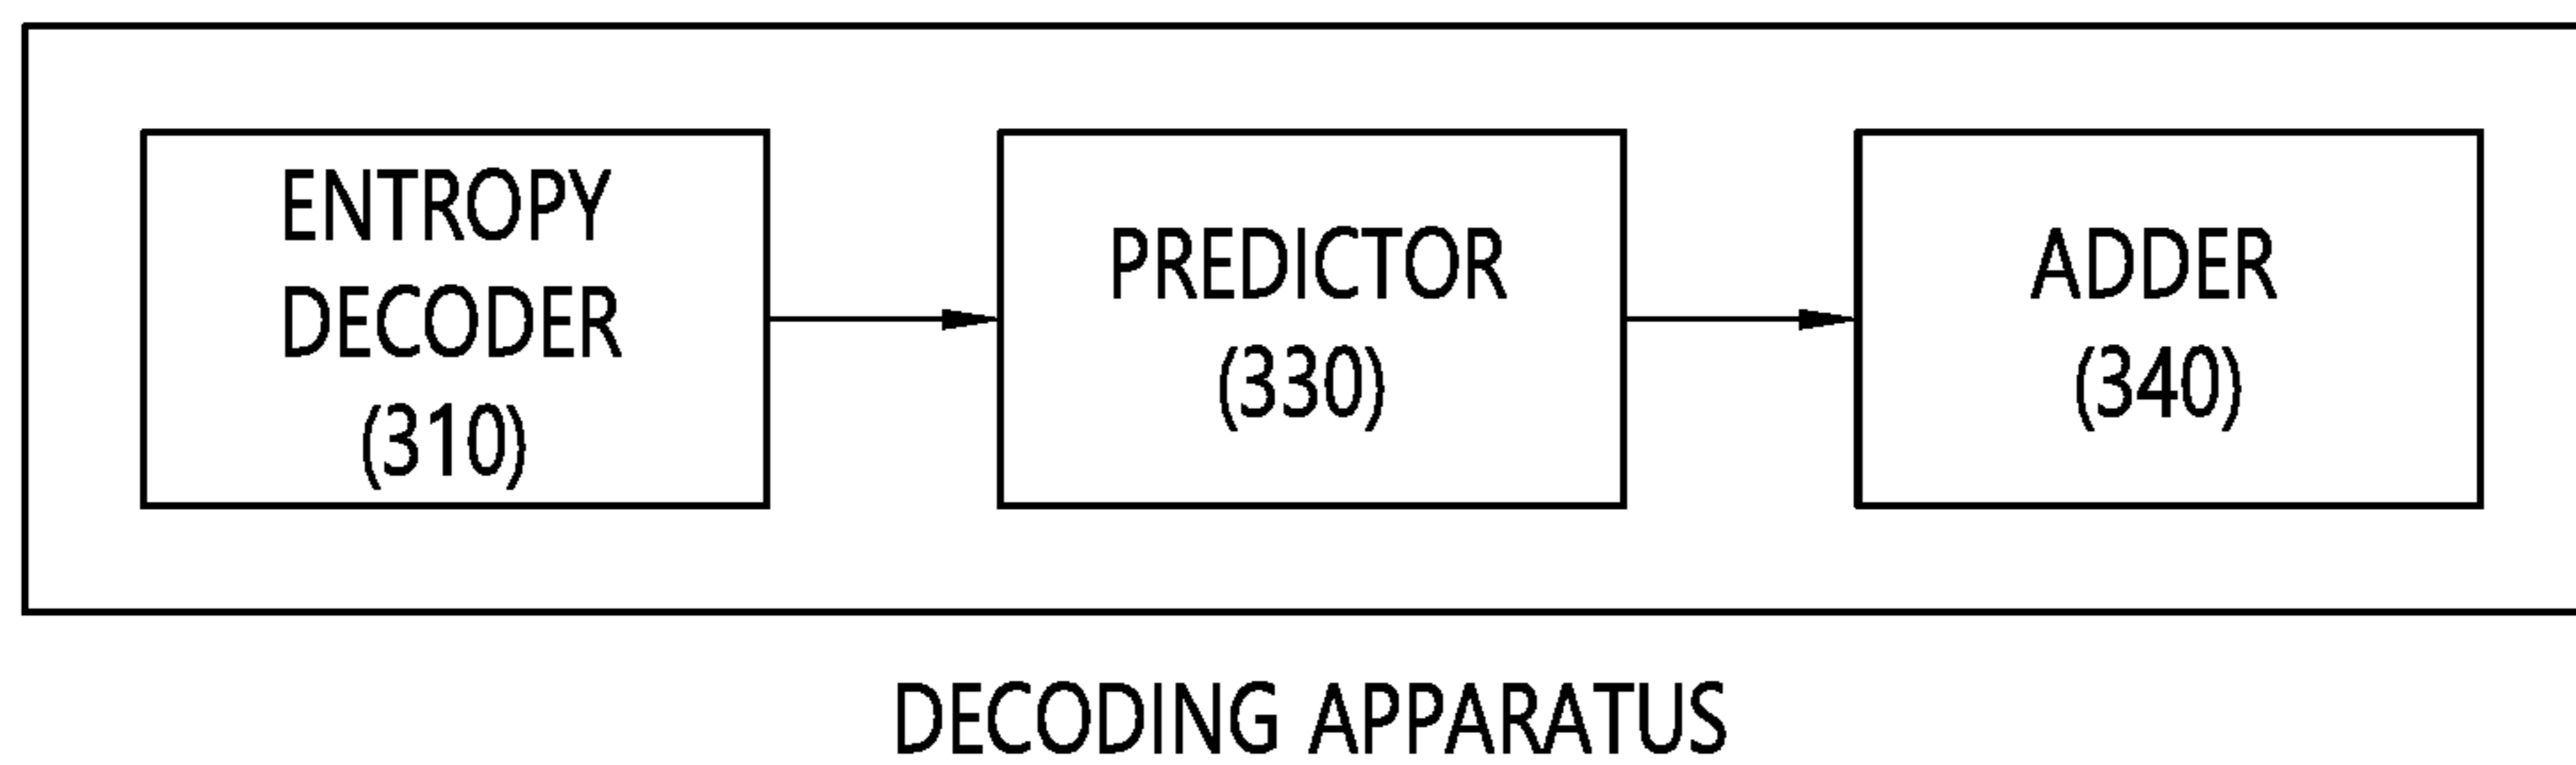 ENTROPY
DECODER
(310)
PREDICTOR
(330)
ADDER
(340)
DECODING APPARATUS